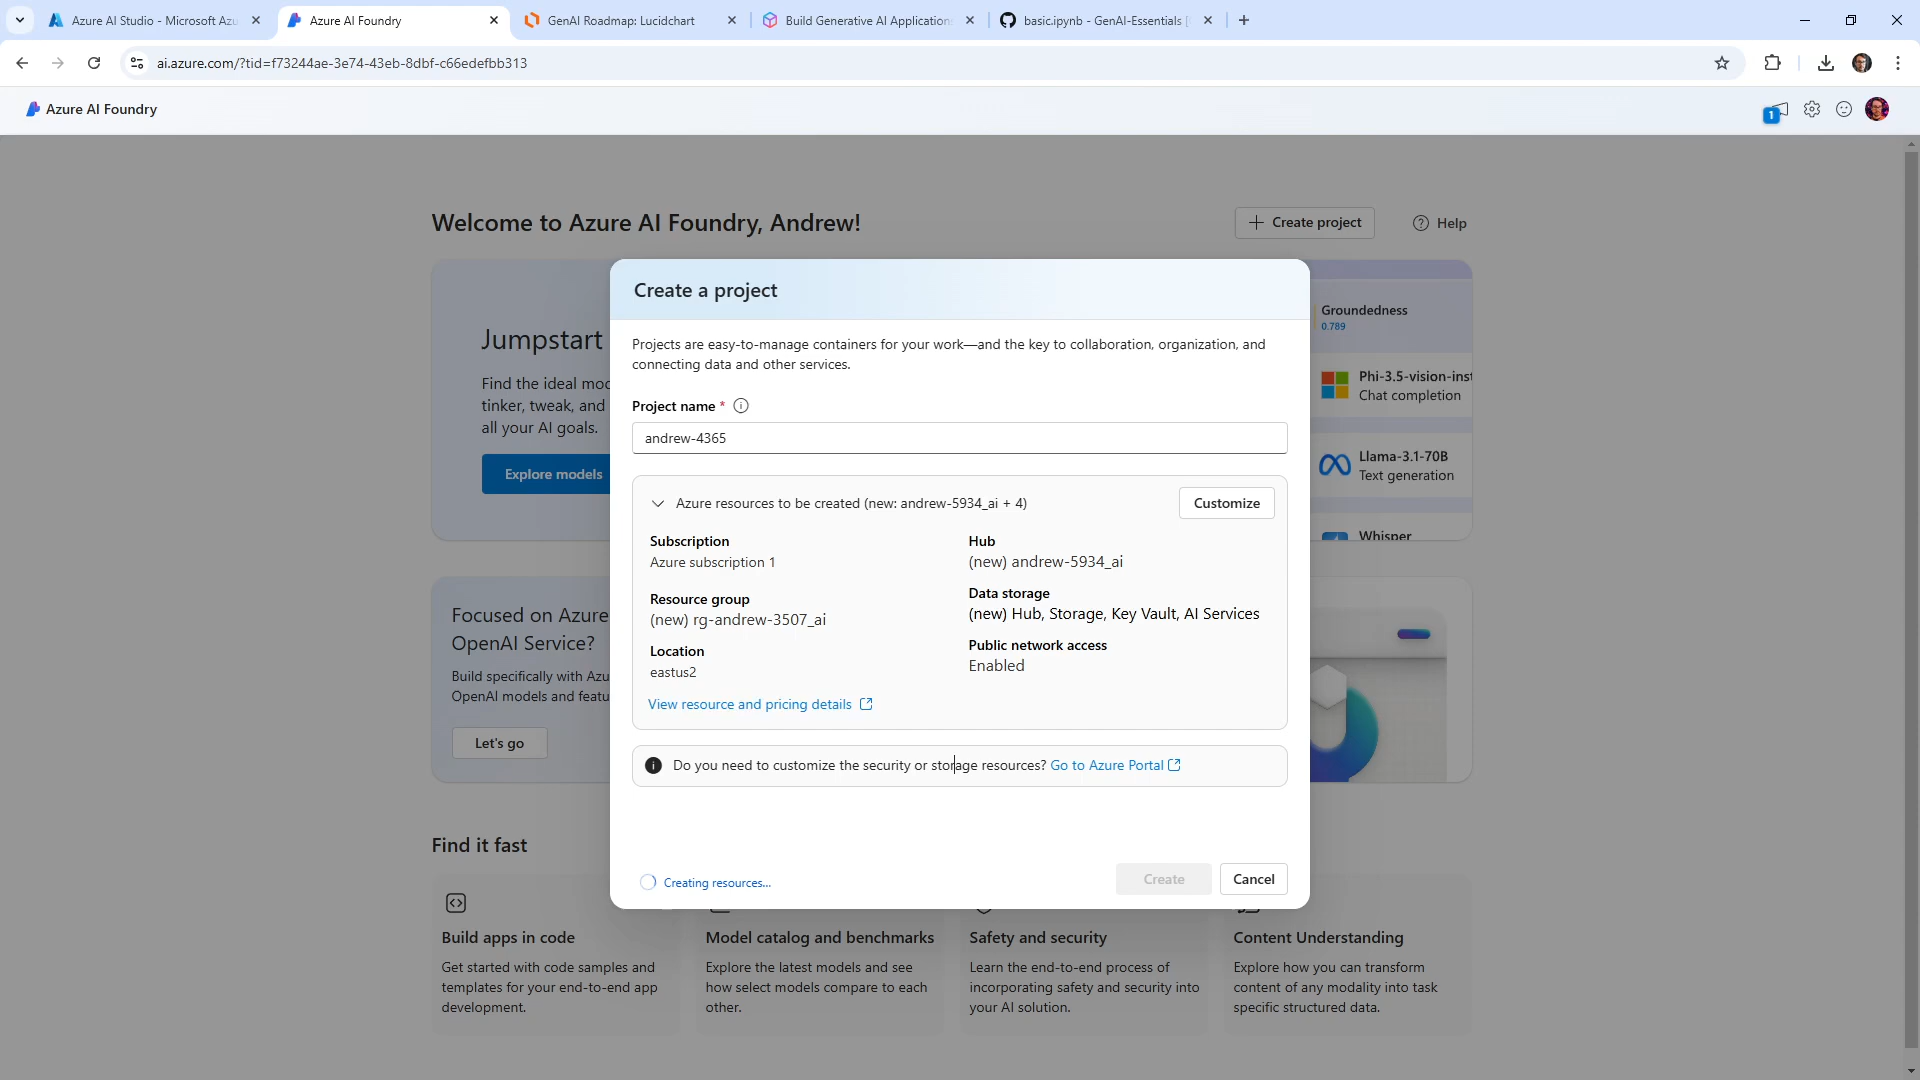 Azure AI Studio - Microsoft Azu
Azure AI Foundry
GenAI Roadmap: Lucidchart
Build Generative AI Applications
basic.ipynb - GenAI-Essentials [
ai.azure.com/?tid=f73244ae-3e74-43eb-8dbf-c66edefbb313
Azure AI Foundry
1
Welcome to Azure AI Foundry, Andrew!
Create project
Help
Jumpstart
Find the ideal mod
tinker, tweak, and
all your AI goals.
Explore models
Groundedness
0.789
Phi-3.5-vision-inst
Chat completion
Llama-3.1-70B
Text generation
Whisper
Create a project
Projects are easy-to-manage containers for your work—and the key to collaboration, organization, and
connecting data and other services.
Project name *
andrew-4365
Azure resources to be created (new: andrew-5934_ai + 4)
Customize
Subscription
Azure subscription 1
Resource group
(new) rg-andrew-3507_ai
Location
eastus2
Hub
(new) andrew-5934_ai
Data storage
(new) Hub, Storage, Key Vault, AI Services
Public network access
Enabled
View resource and pricing details
Do you need to customize the security or storage resources? Go to Azure Portal
Creating resources...
Create
Cancel
Focused on Azure
OpenAI Service?
Build specifically with Azu
OpenAI models and featu
Let's go
Find it fast
Build apps in code
Get started with code samples and
templates for your end-to-end app
development.
Model catalog and benchmarks
Explore the latest models and see
how select models compare to each
other.
Safety and security
Learn the end-to-end process of
incorporating safety and security into
your AI solution.
Content Understanding
Explore how you can transform
content of any modality into task
specific structured data.